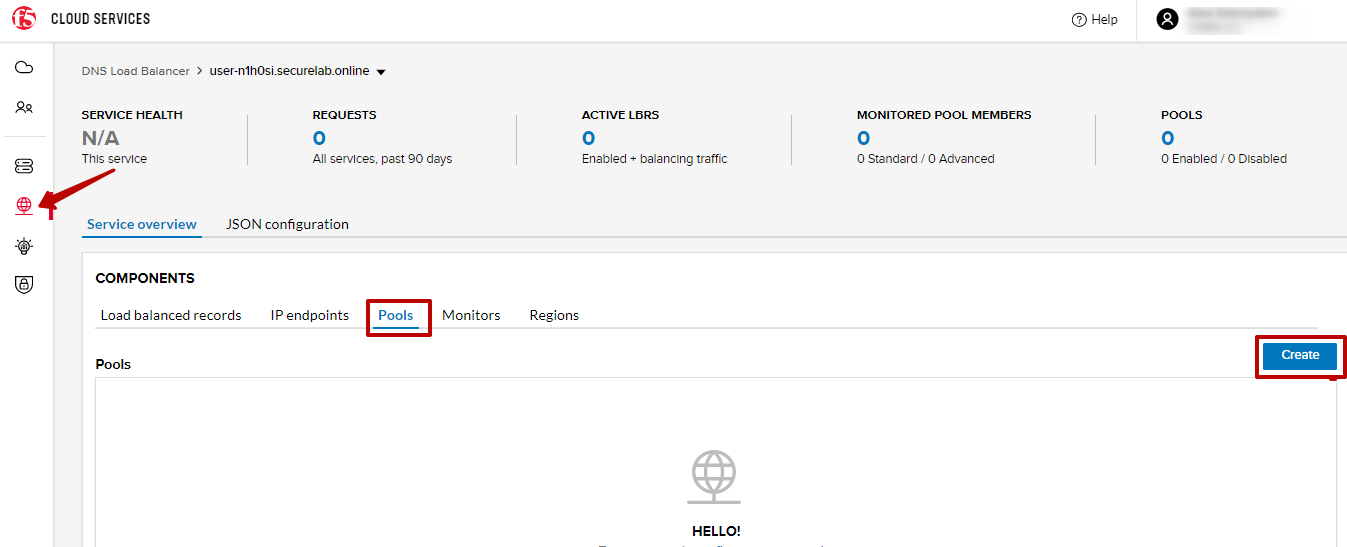 f5 CLOUD SERVICES
Help
DNS Load Balancer > user-n1h0si.securelab.online
SERVICE HEALTH
N/A
This service
REQUESTS
0
All services, past 90 days
ACTIVE LBRS
0
Enabled + balancing traffic
MONITORED POOL MEMBERS
0
0 Standard / 0 Advanced
POOLS
0
0 Enabled / 0 Disabled
Service overview JSON configuration
COMPONENTS
Load balanced records IP endpoints Pools Monitors Regions
Create
Pools
HELLO!